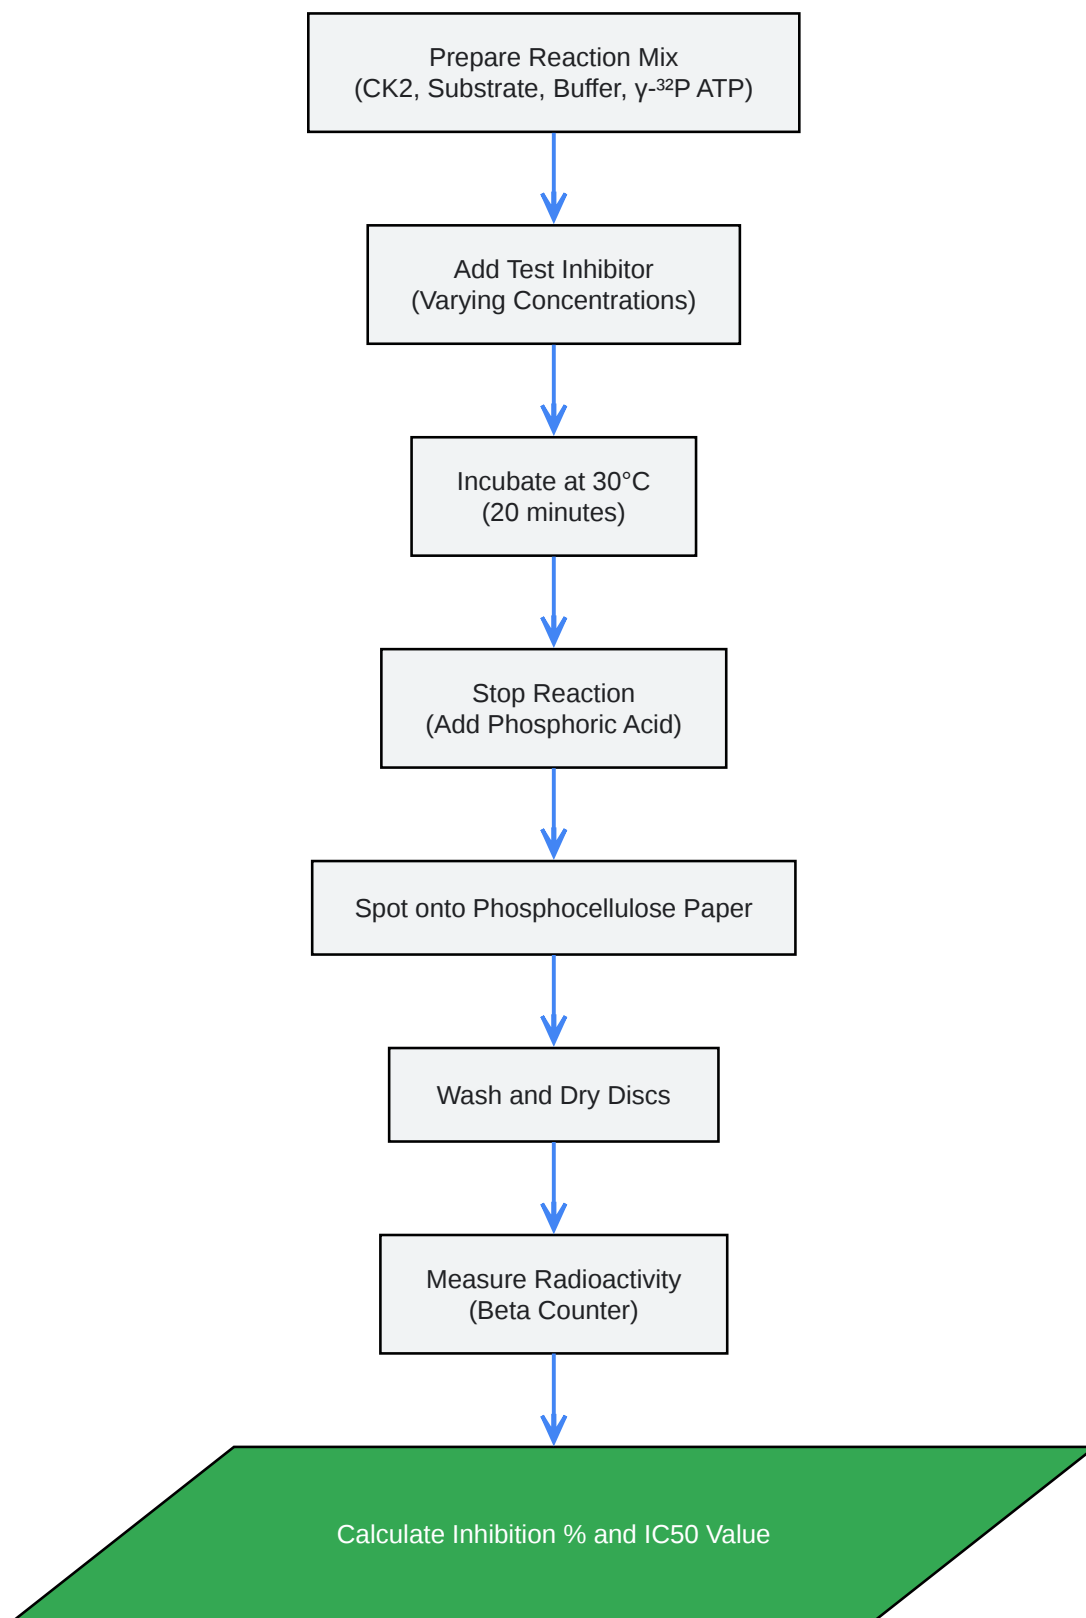 Prepare Reaction Mix
(CK2, Substrate, Buffer, γ-³²P ATP)
Add Test Inhibitor
(Varying Concentrations)
Incubate at 30°C
(20 minutes)
Stop Reaction
(Add Phosphoric Acid)
Spot onto Phosphocellulose Paper
Wash and Dry Discs
Measure Radioactivity
(Beta Counter)
Calculate Inhibition % and IC50 Value